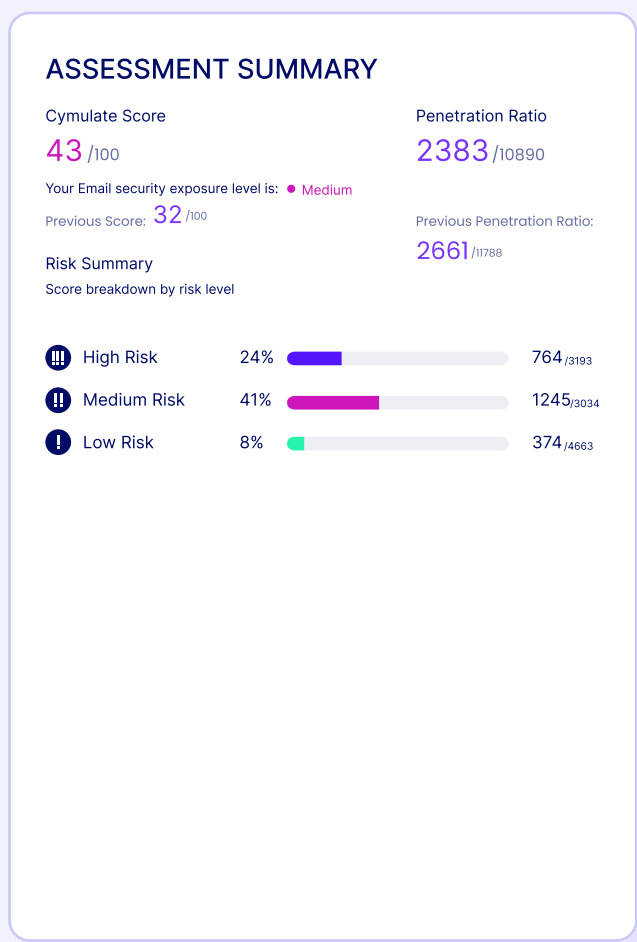 ASSESSMENT SUMMARY
Cymulate Score
43 /100
Your Email security exposure level is: Medium
Previous Score: 32 /100
Penetration Ratio
2383 /10890
Previous Penetration Ratio:
2661 /11788
Risk Summary
Score breakdown by risk level
High Risk 24% 764 /3193
Medium Risk 41% 1245/3034
Low Risk 8% 374 /4663